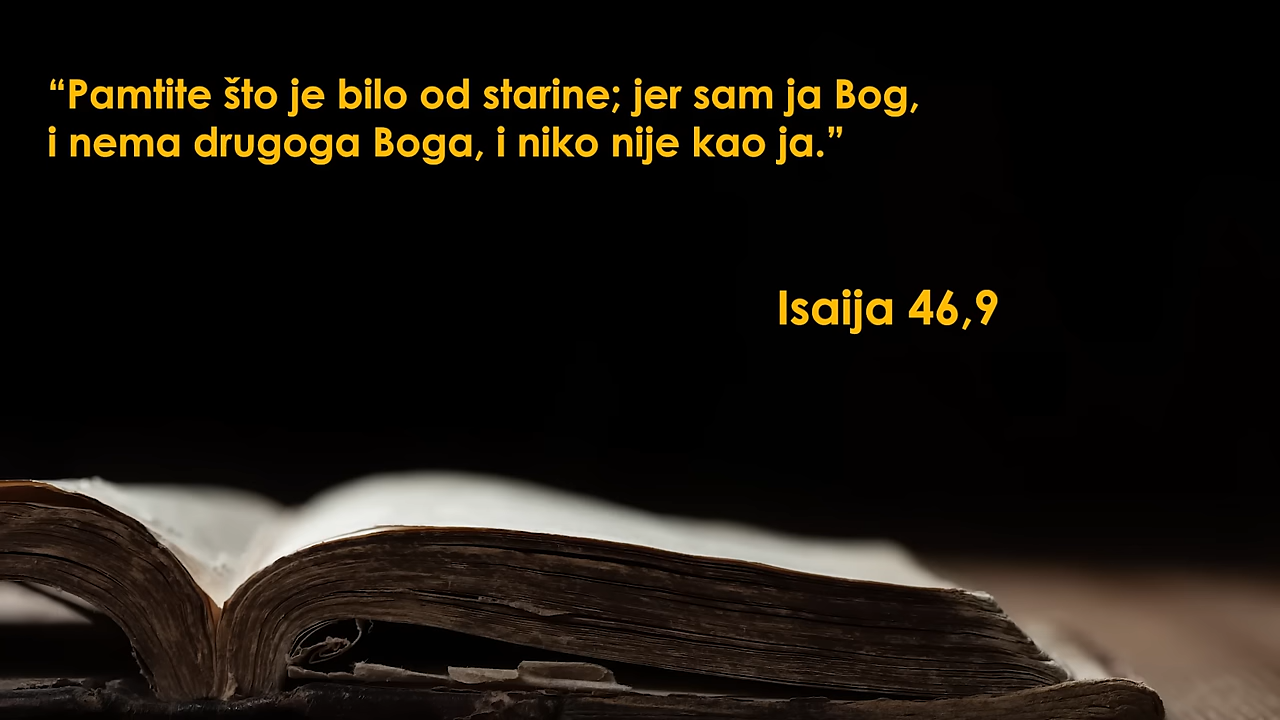 “Pamtite što je bilo od starine; jer sam ja Bog,
i nema drugoga Boga, i niko nije kao ja.”
Isaija 46,9